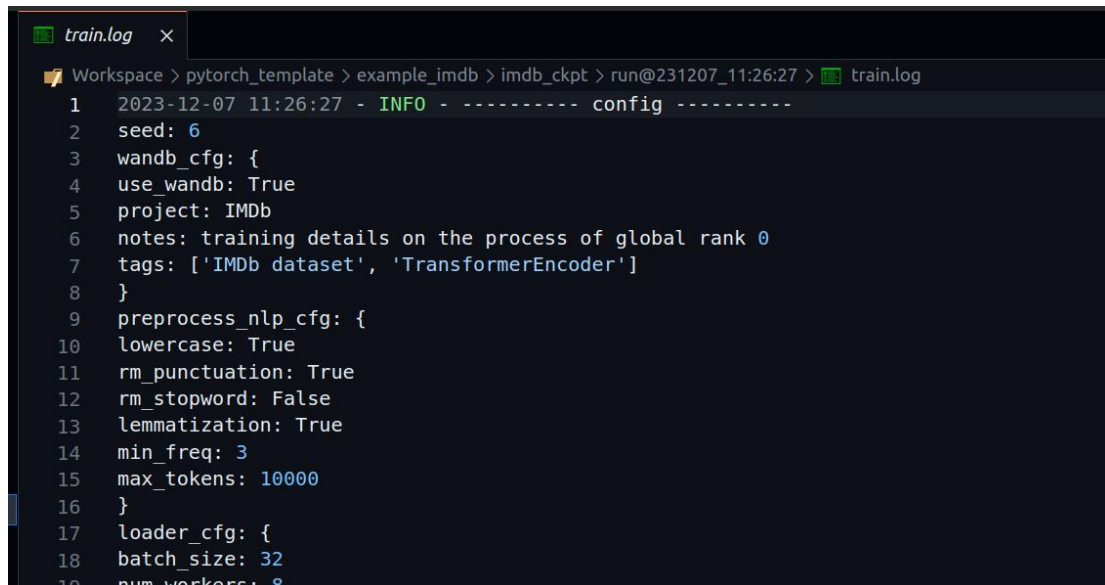 train.log ×
Workspace > pytorch_template > example_imdb > imdb_ckpt > run@231207_11:26:27 > train.log
1 2023-12-07 11:26:27 - INFO - ---------- config ----------
2 seed: 6
3 wandb_cfg: {
4 use_wandb: True
5 project: IMDb
6 notes: training details on the process of global rank 0
7 tags: ['IMDb dataset', 'TransformerEncoder']
8 }
9 preprocess_nlp_cfg: {
10 lowercase: True
11 rm_punctuation: True
12 rm_stopword: False
13 lemmatization: True
14 min_freq: 3
15 max_tokens: 10000
16 }
17 loader_cfg: {
18 batch_size: 32
19 num_workers: 8